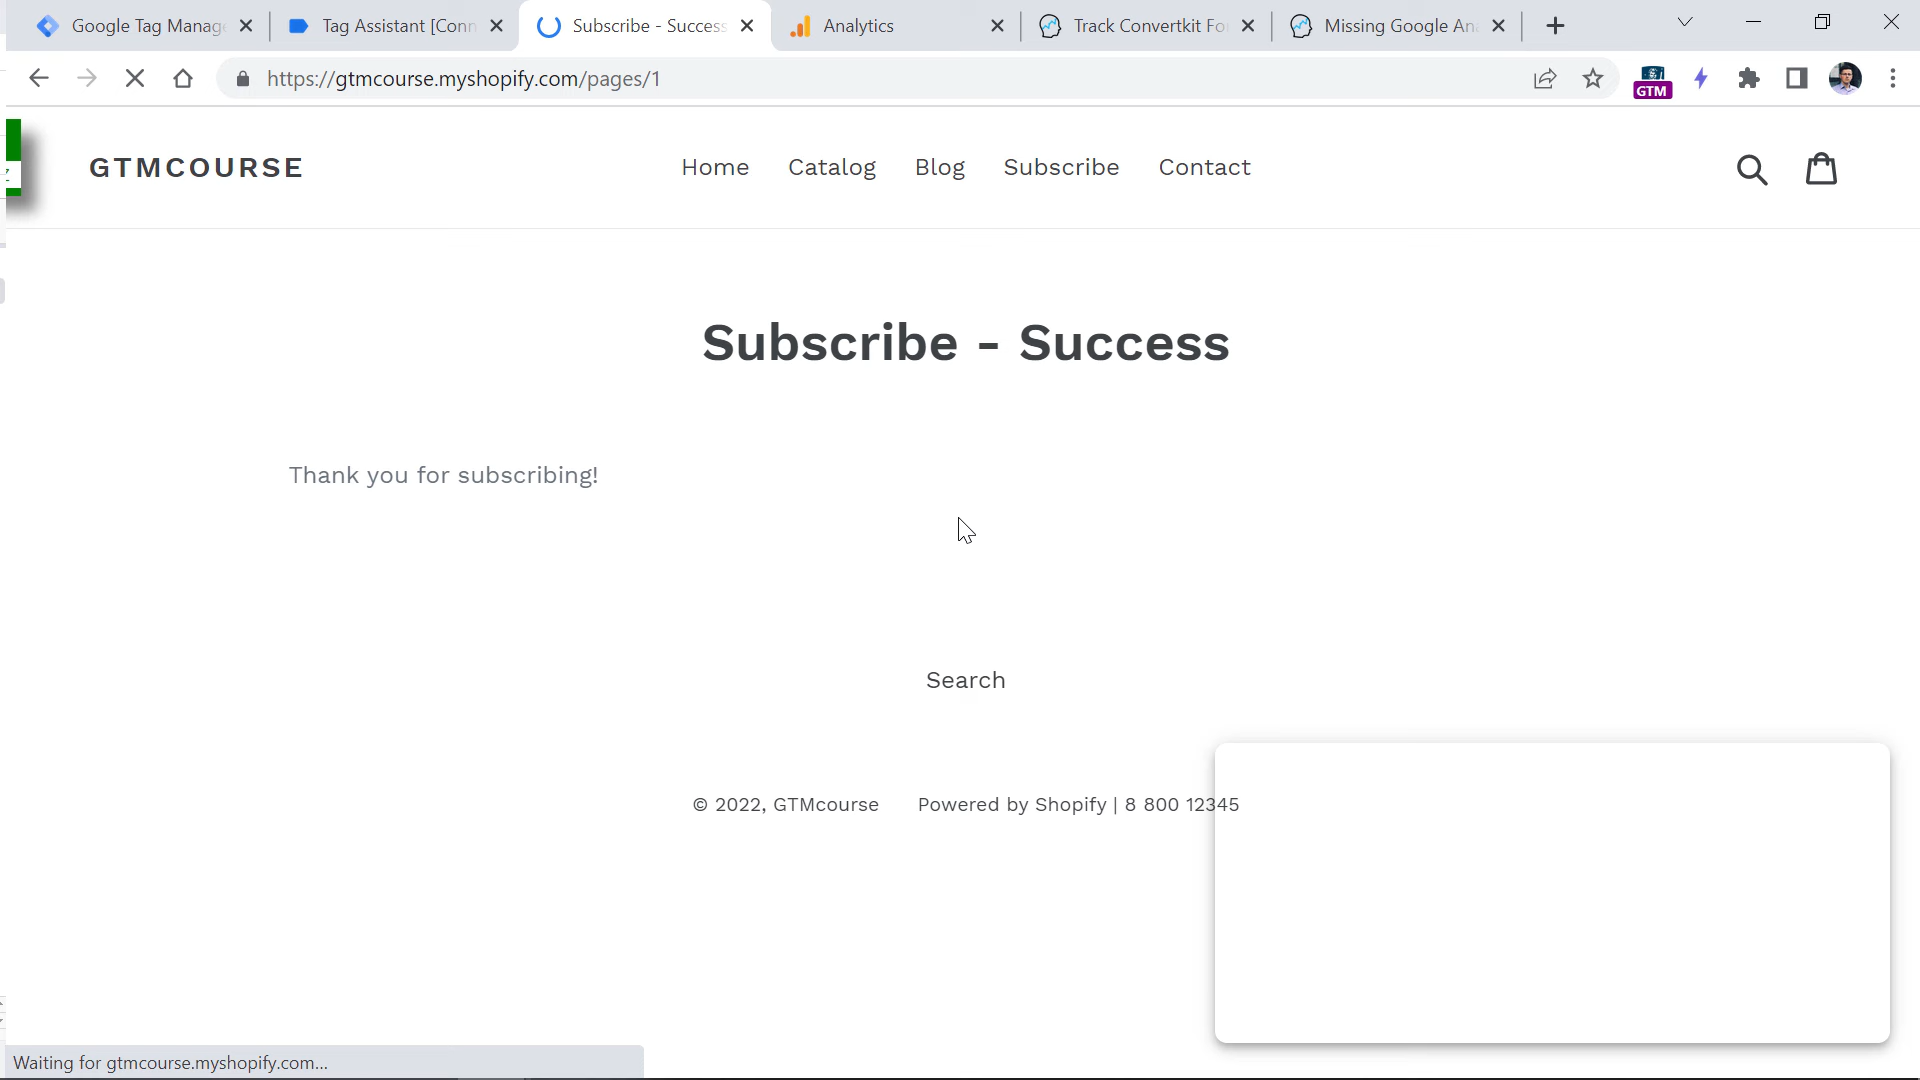 Google Tag Manag
Tag Assistant [Conn
Subscribe - Success
Analytics
Track Convertkit Fo
Missing Google An
https://gtmcourse.myshopify.com/pages/1
GTM
GTMCOURSE
Home
Catalog
Blog
Subscribe
Contact
Subscribe - Success
Thank you for subscribing!
Search
© 2022, GTMcourse
Powered by Shopify | 8 800 12345
Waiting for gtmcourse.myshopify.com...